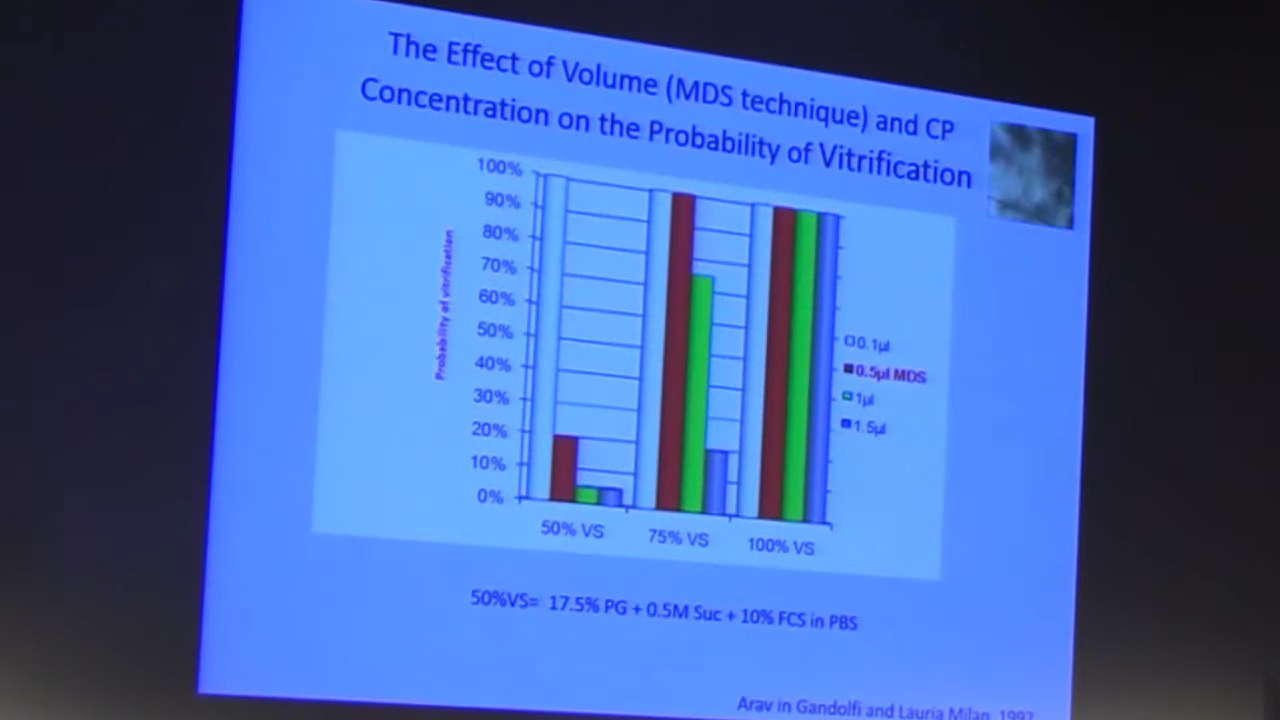 The Effect of Volume (MDS technique) and CP
Concentration on the Probability of Vitrification
Probability of vitrification
100%
90%
80%
70%
60%
50%
40%
30%
20%
10%
0%
50% VS
75% VS
100% VS
0.1µl
0.5µl MDS
1µl
1.5µl
50%VS= 17.5% PG + 0.5M Suc + 10% FCS in PBS
Arav in Gandolfi and Lauria Milan, 1992